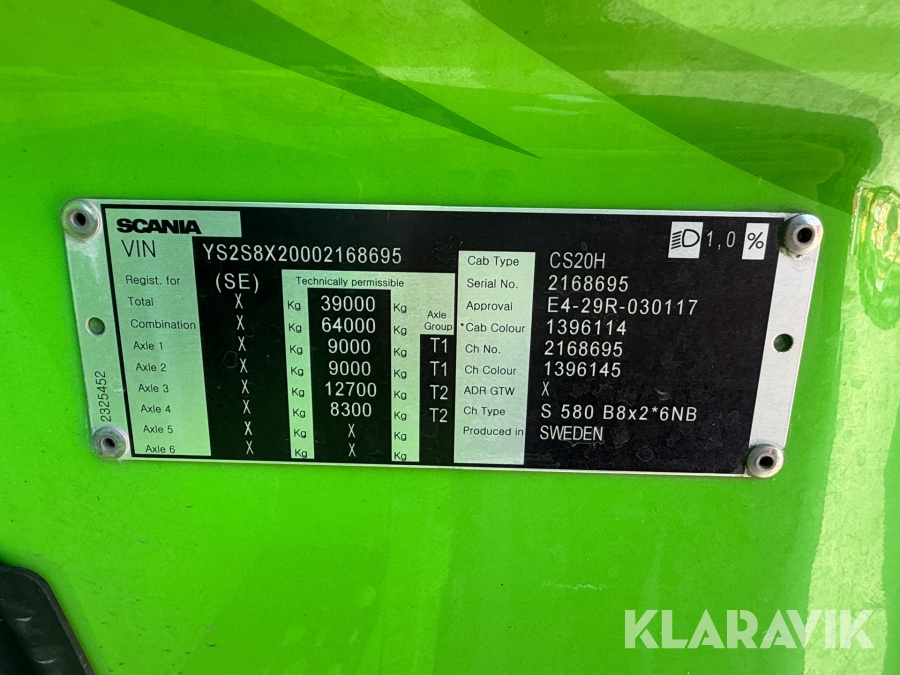 SCANIA
VIN YS2S8X20002168695
Regist. for (SE) Technically permissible
Total X Kg 39000 Kg
Combination X Kg 64000 Kg Axle Group
Axle 1 X Kg 9000 Kg T1
Axle 2 X Kg 9000 Kg T1
Axle 3 X Kg 12700 Kg T2
Axle 4 X Kg 8300 Kg T2
Axle 5 X Kg X Kg
Axle 6 X Kg X Kg
2325452
1,0 %
Cab Type CS20H
Serial No. 2168695
Approval E4-29R-030117
*Cab Colour 1396114
Ch No. 2168695
Ch Colour 1396145
ADR GTW X
Ch Type S 580 B8x2*6NB
Produced in SWEDEN
KLARAVIK